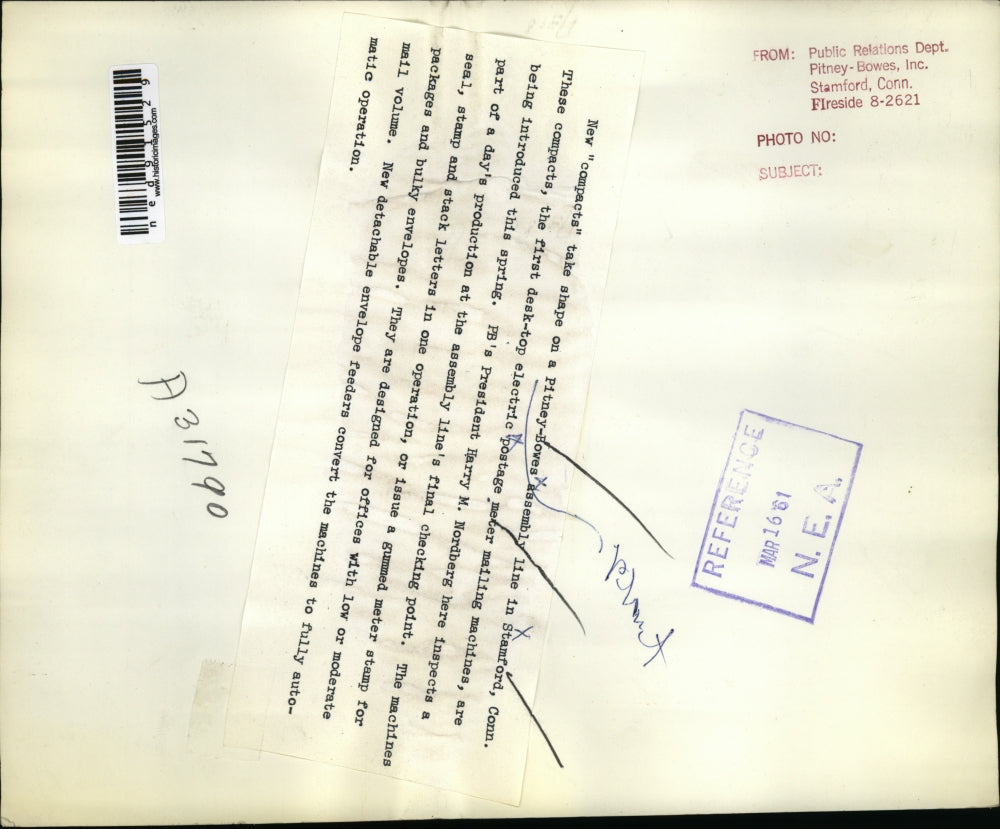 FROM: Public Relations Dept.
Pitney-Bowes, Inc.
Stamford, Conn.
FIreside 8-2621
PHOTO NO:
SUBJECT:
New "compacts" take shape on a Pitney-Bowes assembly line in Stamford, Conn.
These compacts, the first desk-top electric postage meter mailing machines, are
being introduced this spring. PB's President Harry M. Nordberg here inspects a
part of a day's production at the assembly line's final checking point. The machines
seal, stamp and stack letters in one operation, or issue a gummed meter stamp for
packages and bulky envelopes. They are designed for offices with low or moderate
mail volume. New detachable envelope feeders convert the machines to fully auto-
matic operation.
REFERENCE
MAR 16 '61
N. E. A.
A31790
ned91529
www.historicimages.com